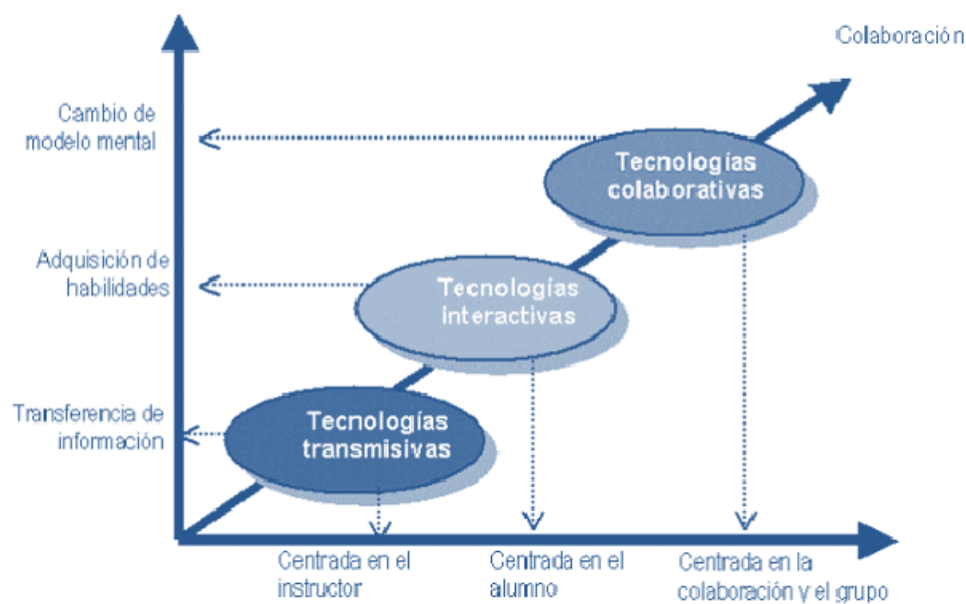 Colaboración
Cambio de
modelo mental
Tecnologías
colaborativas
Adquisición de
habilidades
Tecnologías
interactivas
Transferencia de
información
Tecnologías
transmisivas
Centrada en el
instructor
Centrada en el
alumno
Centrada en la
colaboración y el grupo